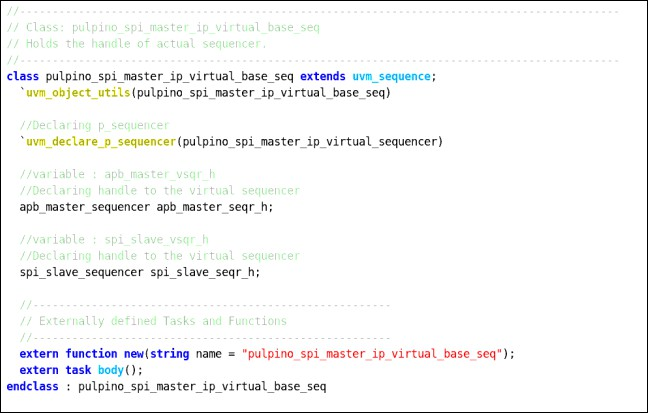 //--------------------------------------------------------------------------------------------
// Class: pulpino_spi_master_ip_virtual_base_seq
// Holds the handle of actual sequencer.
//--------------------------------------------------------------------------------------------
class pulpino_spi_master_ip_virtual_base_seq extends uvm_sequence;
`uvm_object_utils(pulpino_spi_master_ip_virtual_base_seq)
//Declaring p_sequencer
`uvm_declare_p_sequencer(pulpino_spi_master_ip_virtual_sequencer)
//variable : apb_master_vsqr_h
//Declaring handle to the virtual sequencer
apb_master_sequencer apb_master_seqr_h;
//variable : spi_slave_vsqr_h
//Declaring handle to the virtual sequencer
spi_slave_sequencer spi_slave_seqr_h;
//-------------------------------------------------------
// Externally defined Tasks and Functions
//-------------------------------------------------------
extern function new(string name = "pulpino_spi_master_ip_virtual_base_seq");
extern task body();
endclass : pulpino_spi_master_ip_virtual_base_seq